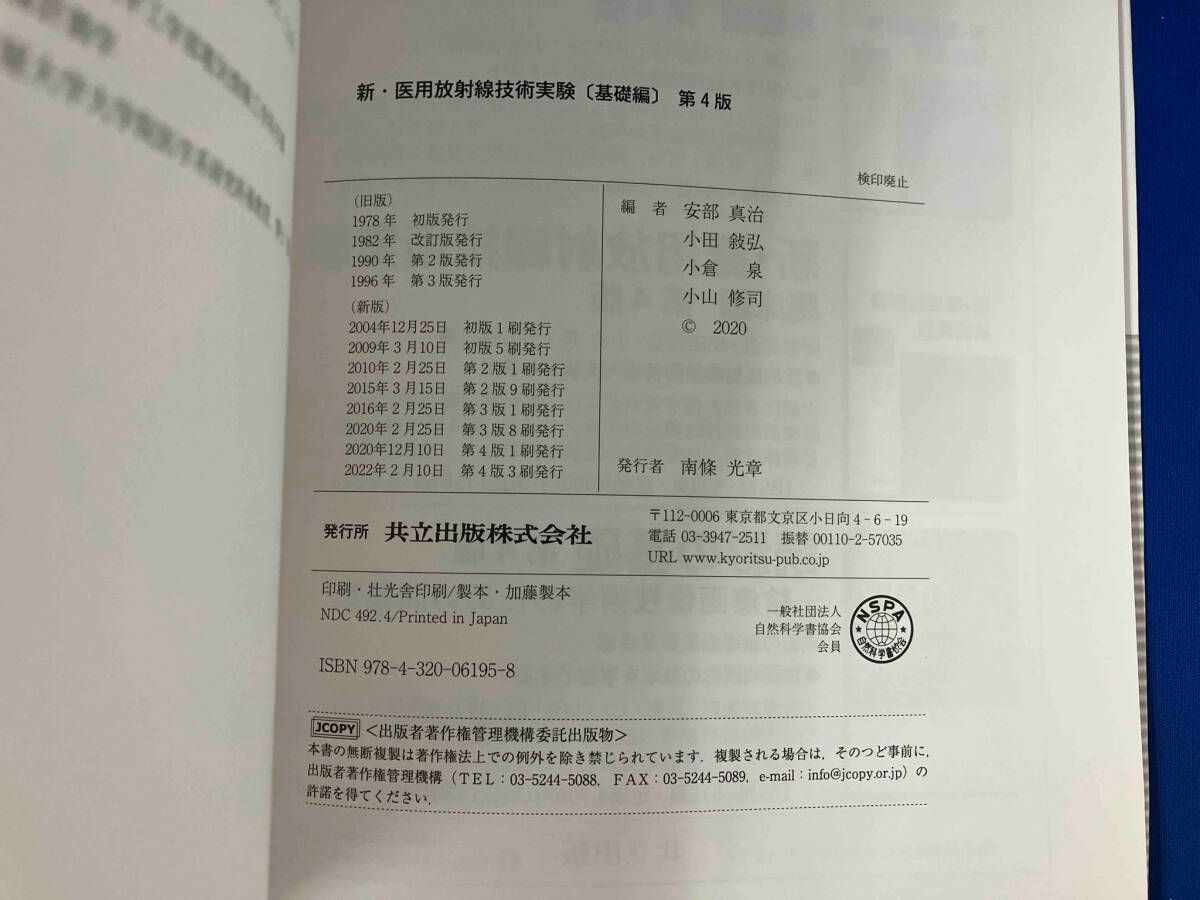 新・医用放射線技術実験〔基礎編〕 第4版
検印廃止
(旧版)
1978年 初版発行
1982年 改訂版発行
1990年 第2版発行
1996年 第3版発行
(新版)
2004年12月25日 初版1刷発行
2009年3月10日 初版5刷発行
2010年2月25日 第2版1刷発行
2015年3月15日 第2版9刷発行
2016年2月25日 第3版1刷発行
2020年2月25日 第3版8刷発行
2020年12月10日 第4版1刷発行
2022年2月10日 第4版3刷発行
編者 安部 真治
小田 敍弘
小倉 泉
小山 修司
© 2020
発行者 南條 光章
発行所 共立出版株式会社
〒112-0006 東京都文京区小日向4-6-19
電話 03-3947-2511 振替 00110-2-57035
URL www.kyoritsu-pub.co.jp
印刷・壮光舎印刷/製本・加藤製本
NDC 492.4/Printed in Japan
一般社団法人
自然科学書協会
会員
NSPA
自然科学書協会
ISBN 978-4-320-06195-8
JCOPY <出版者著作権管理機構委託出版物>
本書の無断複製は著作権法上での例外を除き禁じられています．複製される場合は，そのつど事前に，
出版者著作権管理機構（TEL：03-5244-5088，FAX：03-5244-5089，e-mail：info@jcopy.or.jp）の
許諾を得てください．